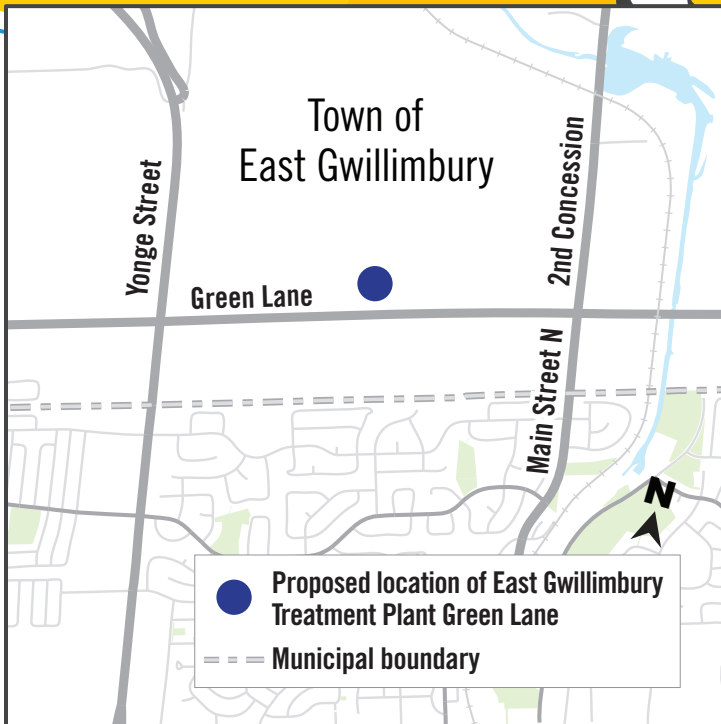 Town of
East Gwillimbury
Yonge Street
2nd Concession
Green Lane
Main Street N
N
Proposed location of East Gwillimbury
Treatment Plant Green Lane
Municipal boundary